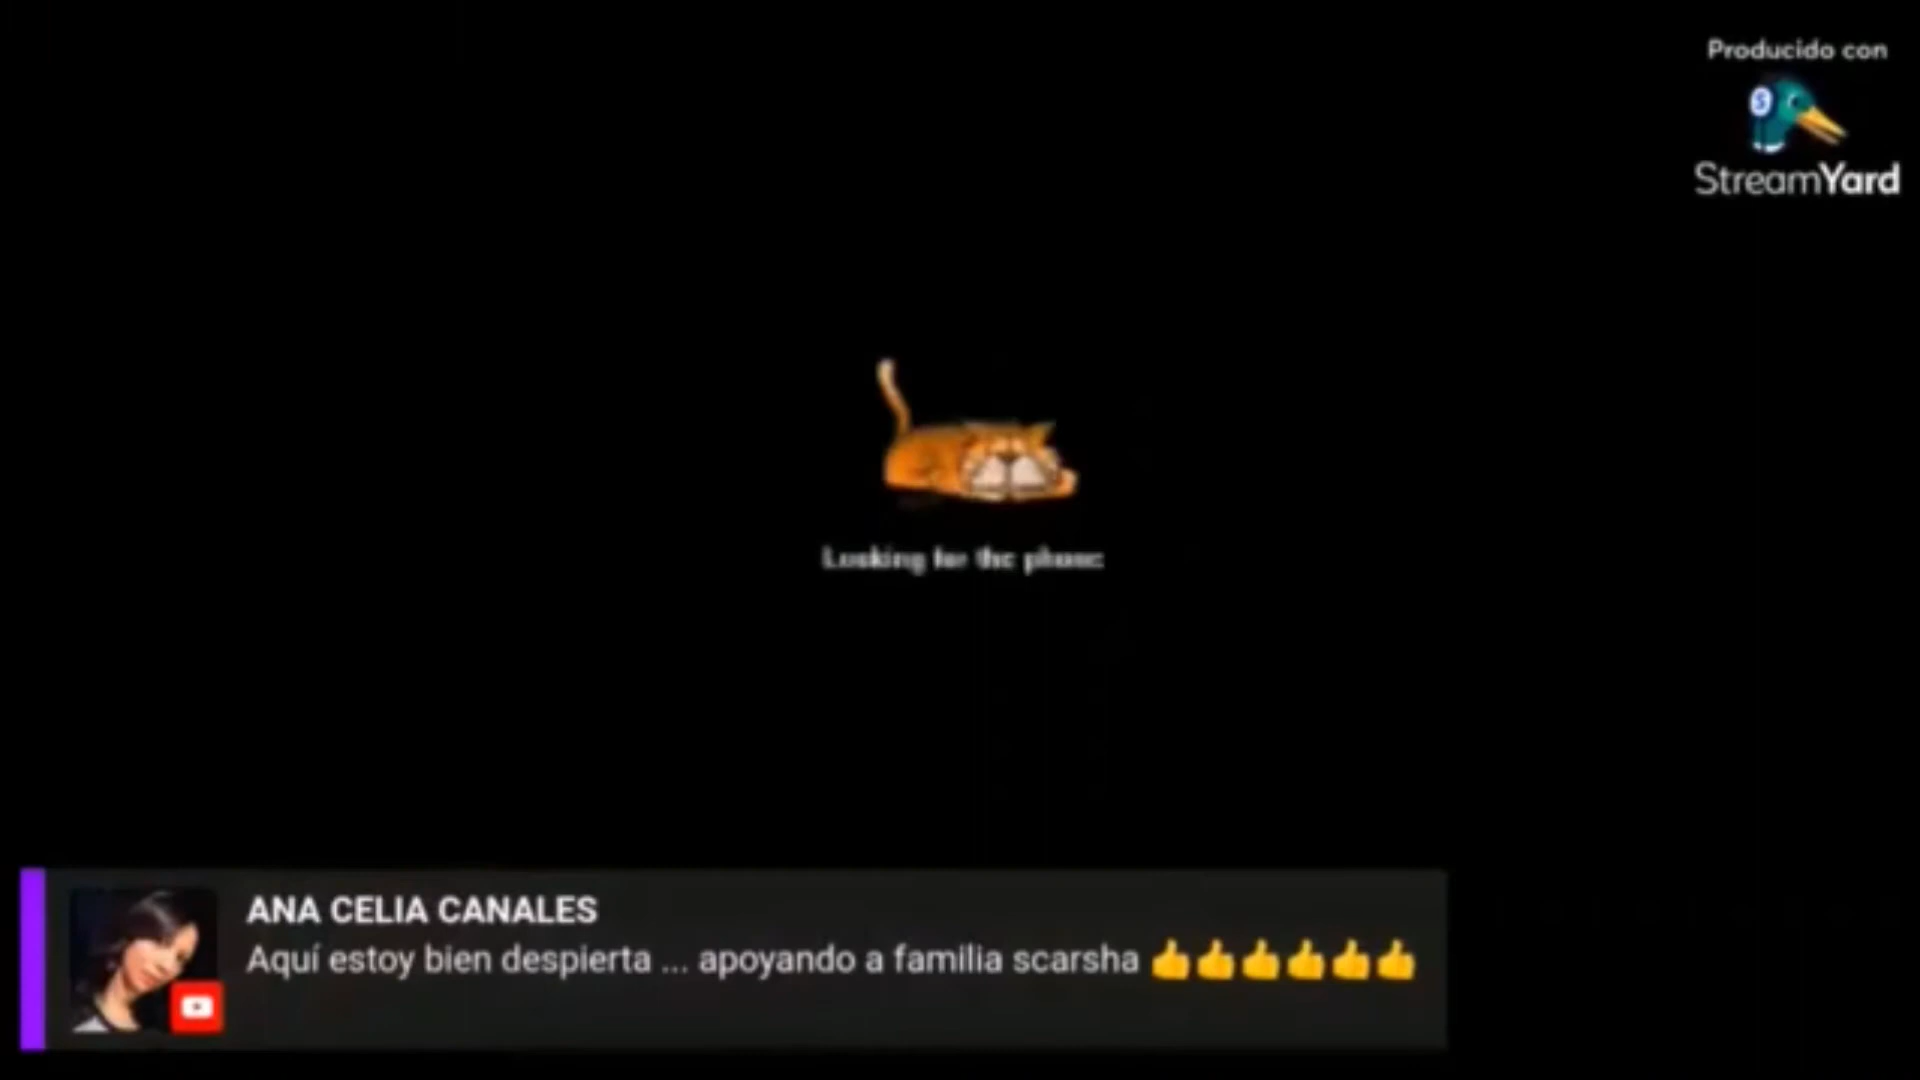 Producido con
S
StreamYard
Looking for the phone
ANA CELIA CANALES
Aquí estoy bien despierta ... apoyando a familia scarsha 👍👍👍👍👍👍